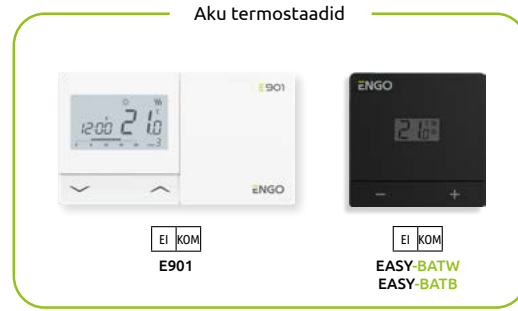 Aku termostaadid
E901
12:00 21.0
3
ENGO
EI KOM
E901
ENGO
21.0
− +
EI KOM
EASY-BATW
EASY-BATB